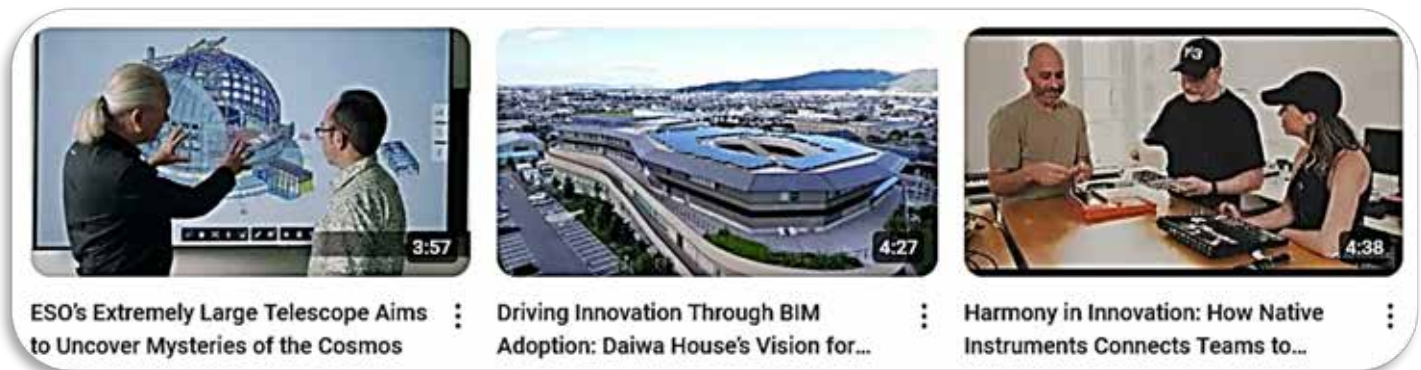 3:57
4:27
Y-3
4:38
ESO's Extremely Large Telescope Aims
to Uncover Mysteries of the Cosmos
Driving Innovation Through BIM
Adoption: Daiwa House's Vision for...
Harmony in Innovation: How Native
Instruments Connects Teams to...